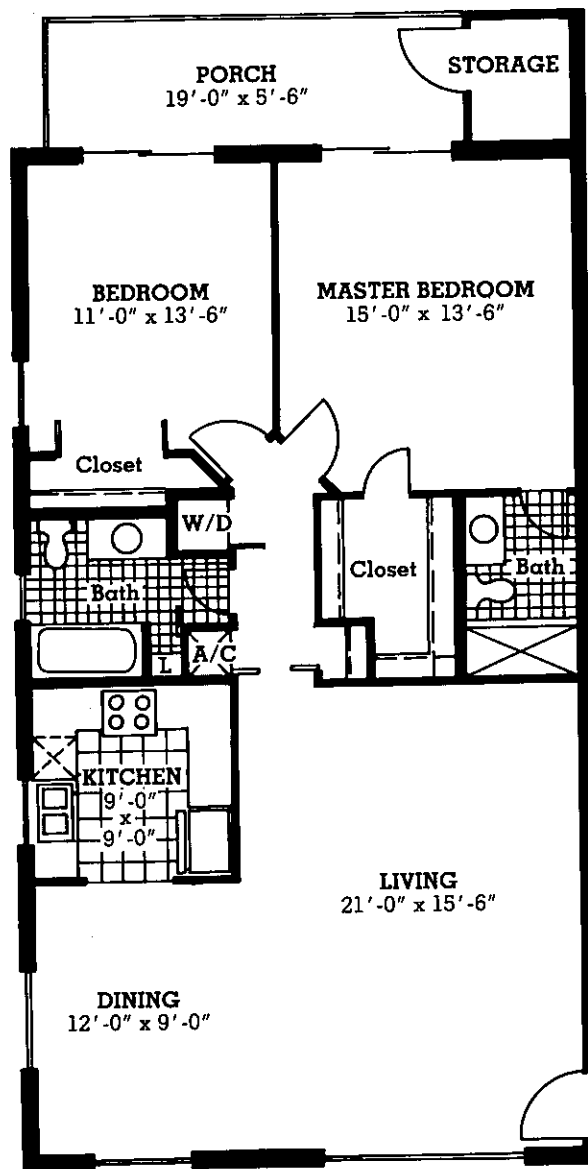 PORCH
19'-0" x 5'-6"
STORAGE
BEDROOM
11'-0" x 13'-6"
MASTER BEDROOM
15'-0" x 13'-6"
Closet
W/D
Closet
Bath
Bath
L
A/C
KITCHEN
9'-0"
x
9'-0"
LIVING
21'-0" x 15'-6"
DINING
12'-0" x 9'-0"